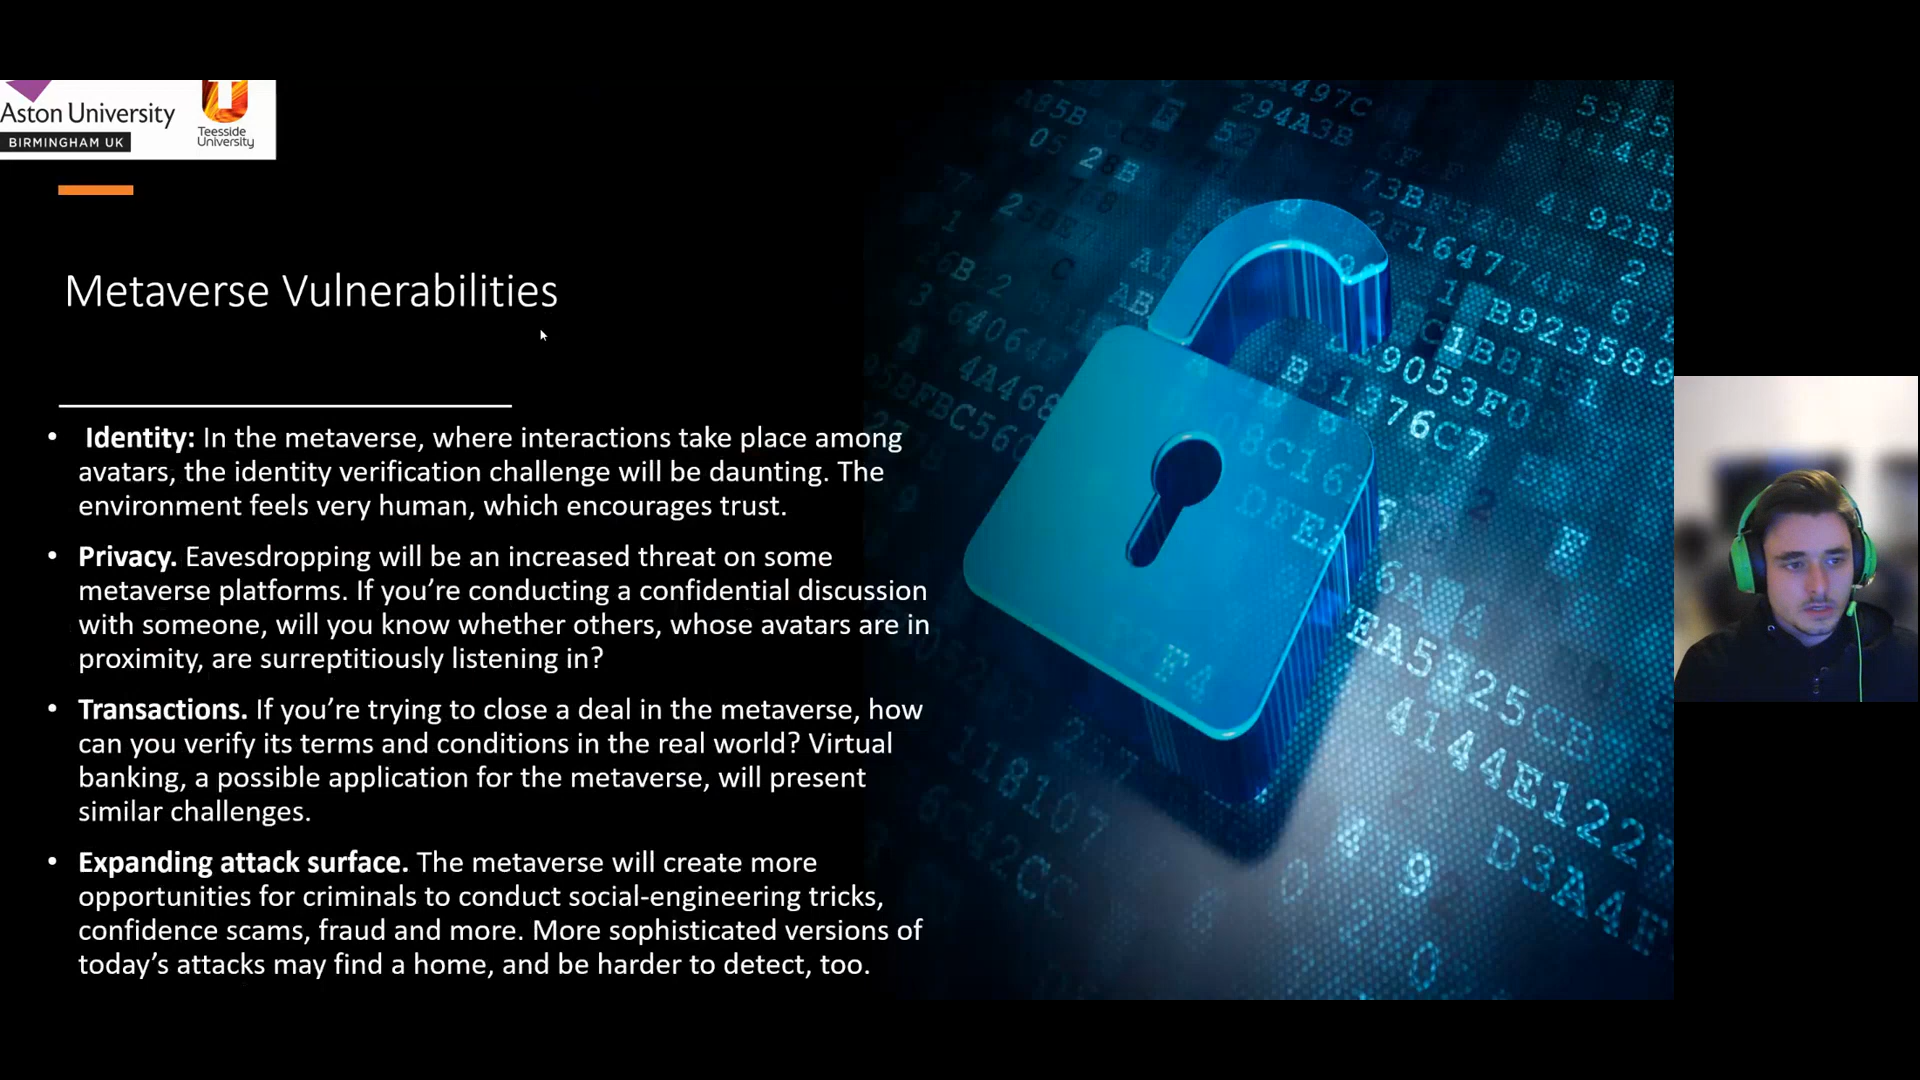 Aston University
BIRMINGHAM UK
Teesside
University
Metaverse Vulnerabilities
• Identity: In the metaverse, where interactions take place among
avatars, the identity verification challenge will be daunting. The
environment feels very human, which encourages trust.
• Privacy. Eavesdropping will be an increased threat on some
metaverse platforms. If you’re conducting a confidential discussion
with someone, will you know whether others, whose avatars are in
proximity, are surreptitiously listening in?
• Transactions. If you’re trying to close a deal in the metaverse, how
can you verify its terms and conditions in the real world? Virtual
banking, a possible application for the metaverse, will present
similar challenges.
• Expanding attack surface. The metaverse will create more
opportunities for criminals to conduct social-engineering tricks,
confidence scams, fraud and more. More sophisticated versions of
today’s attacks may find a home, and be harder to detect, too.
294A3B
76C7
EA5325CB
4144E122
D3A4F
118107
6C42CC